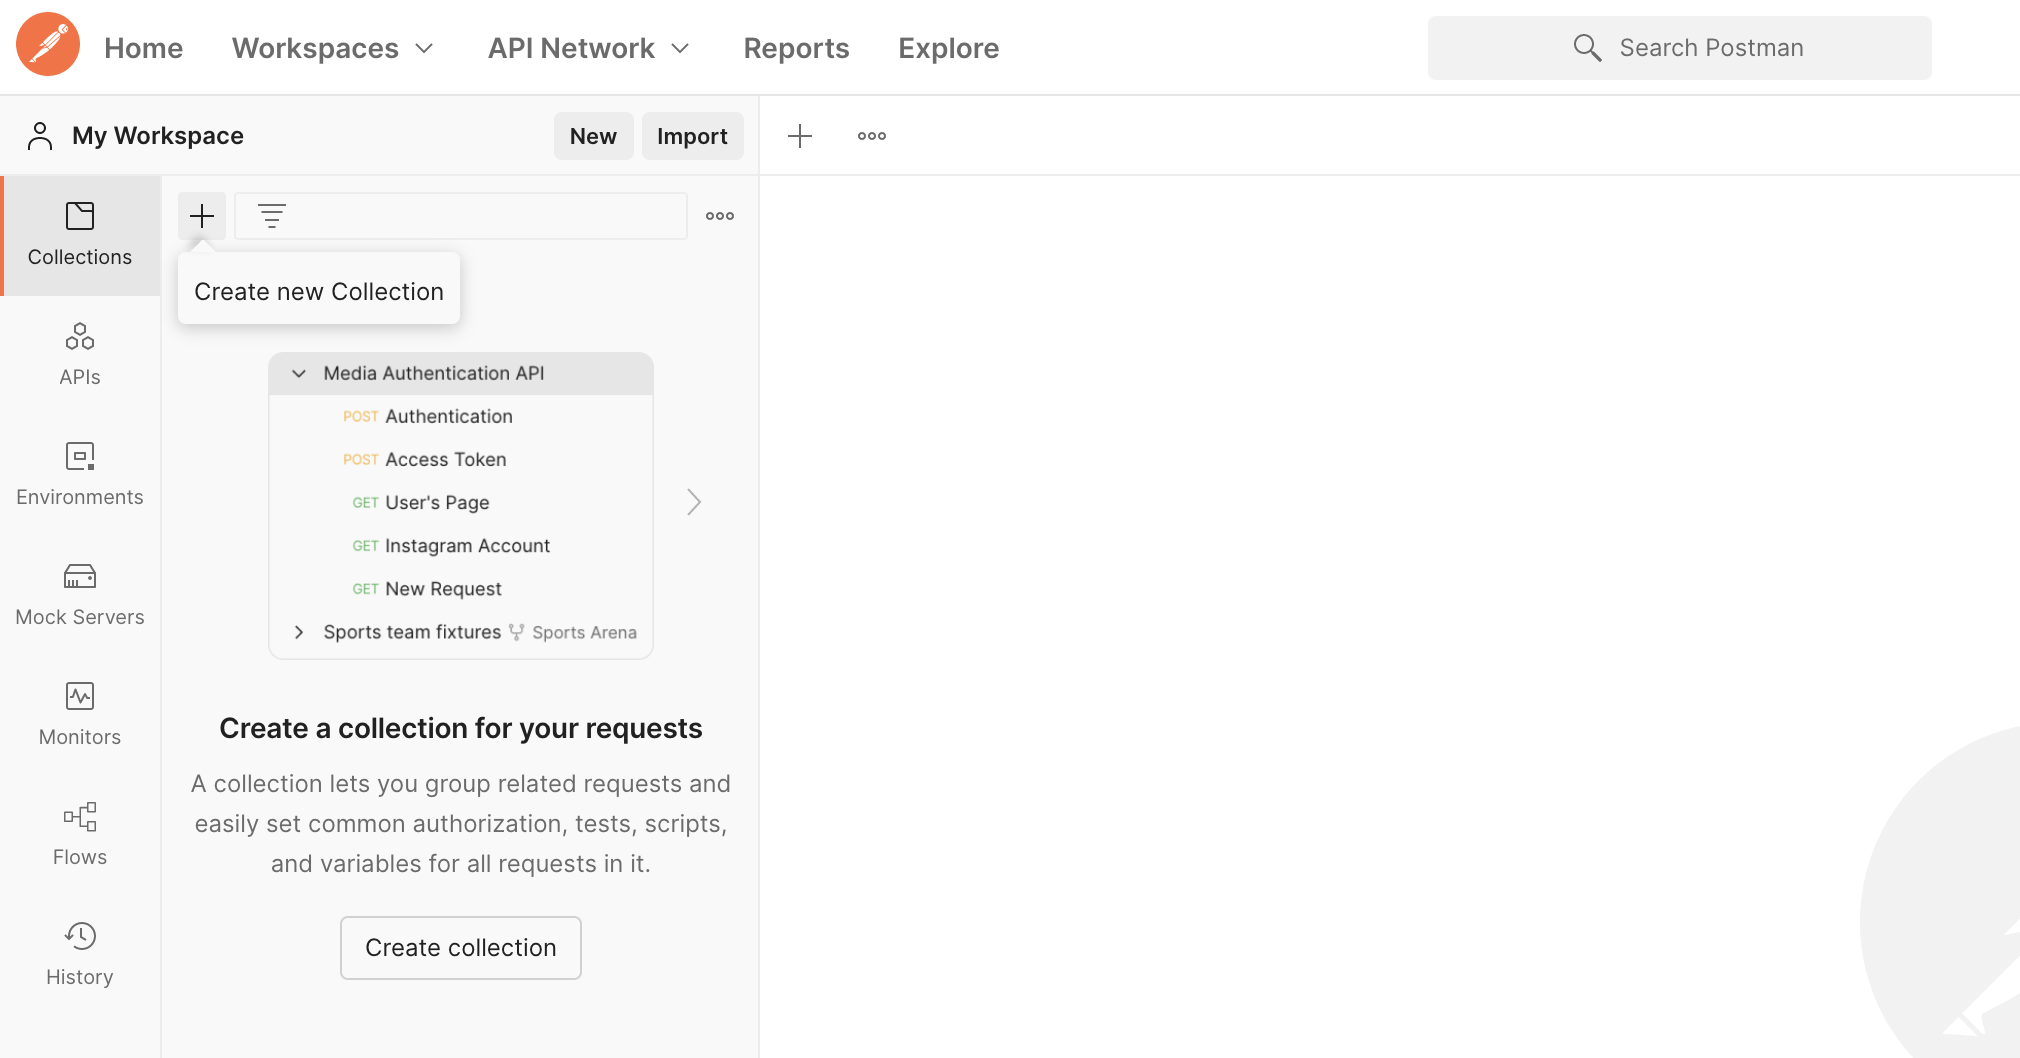 Home Workspaces API Network Reports Explore Search Postman
My Workspace New Import
Collections
Create new Collection
APIs
Environments
Mock Servers
Monitors
Flows
History
Media Authentication API
POST Authentication
POST Access Token
GET User's Page
GET Instagram Account
GET New Request
Sports team fixtures Sports Arena
Create a collection for your requests
A collection lets you group related requests and
easily set common authorization, tests, scripts,
and variables for all requests in it.
Create collection